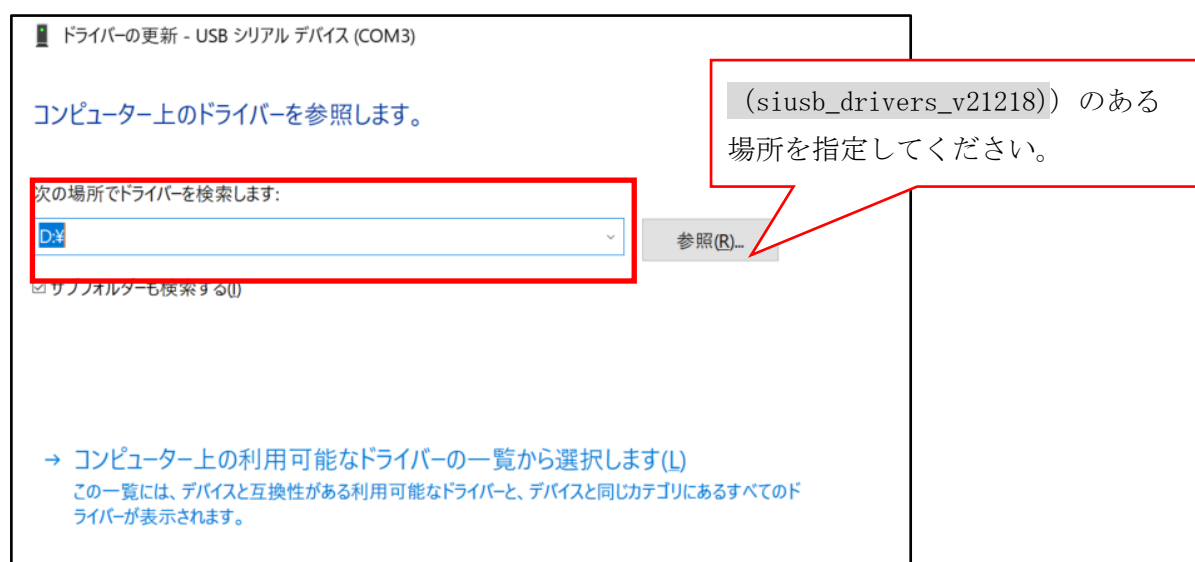 ドライバーの更新 - USB シリアル デバイス (COM3)
コンピューター上のドライバーを参照します。
(siusb_drivers_v21218)) のある
場所を指定してください。
次の場所でドライバーを検索します:
D:¥
参照(R)...
サブフォルダーも検索する(I)
→ コンピューター上の利用可能なドライバーの一覧から選択します(L)
この一覧には、デバイスと互換性がある利用可能なドライバーと、デバイスと同じカテゴリにあるすべてのド
ライバーが表示されます。